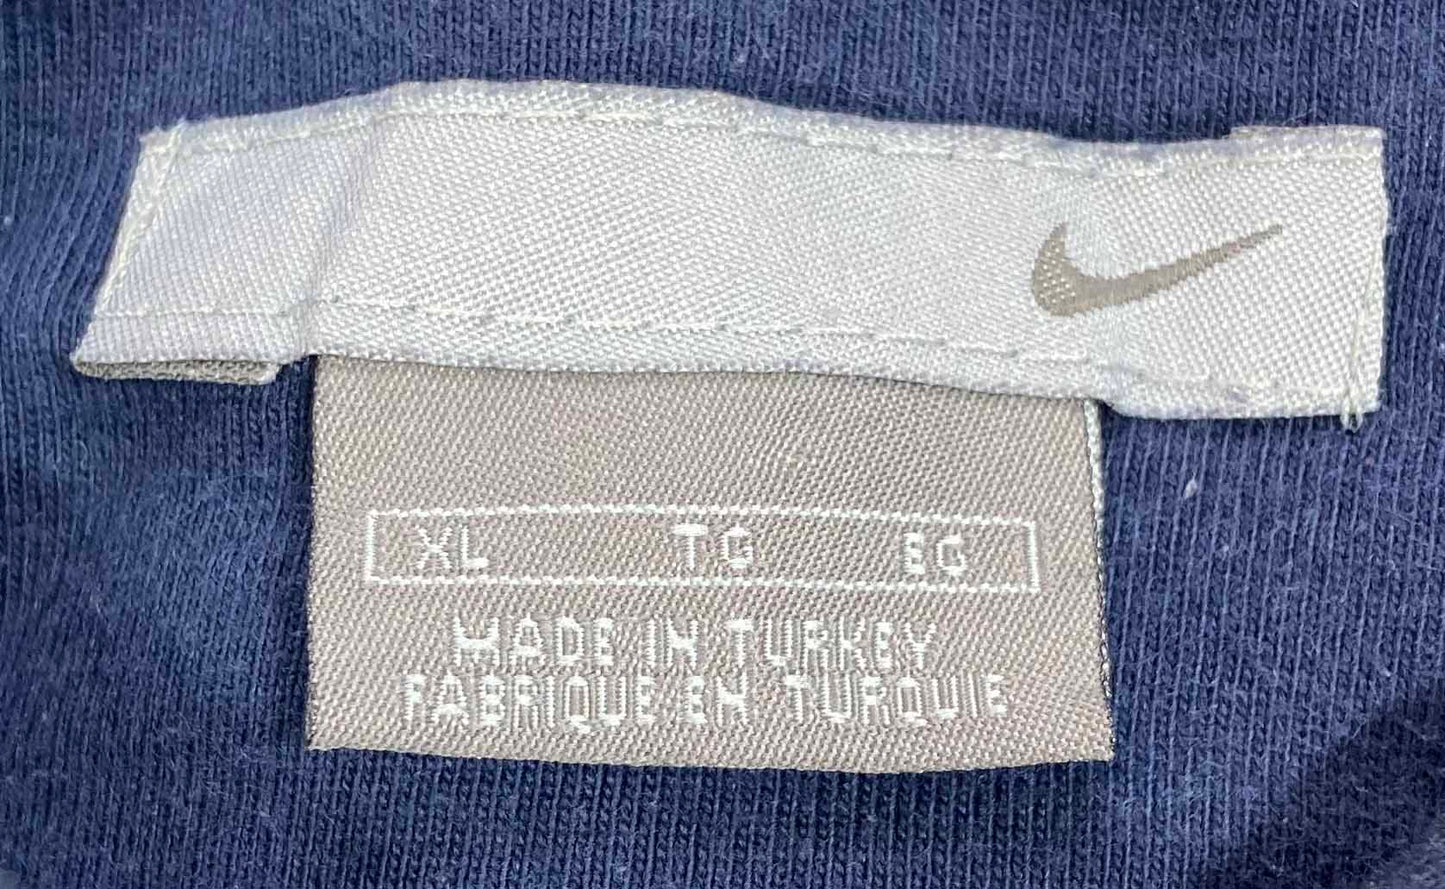 XL TG EG
MADE IN TURKEY
FABRIQUE EN TURQUIE